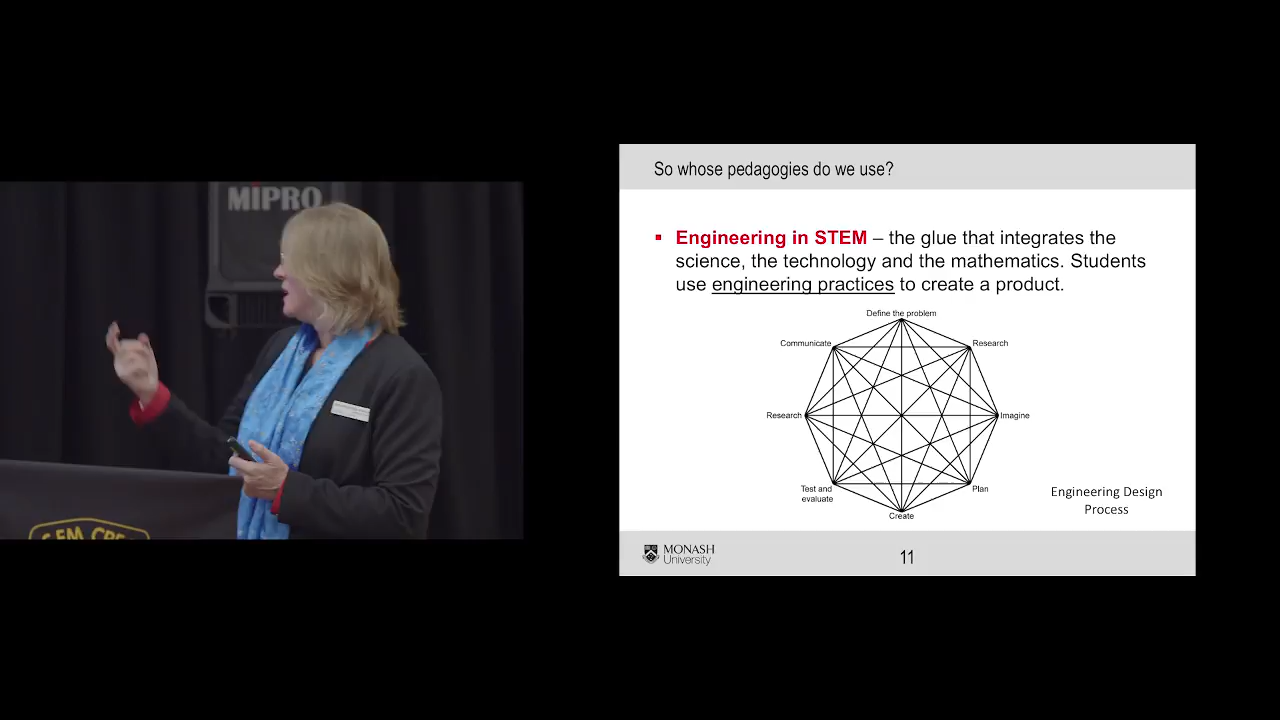 MIPRO
So whose pedagogies do we use?
▪ Engineering in STEM – the glue that integrates the
science, the technology and the mathematics. Students
use engineering practices to create a product.
Define the problem
Communicate
Research
Research
Imagine
Test and
evaluate
Plan
Create
Engineering Design
Process
MONASH
University
11